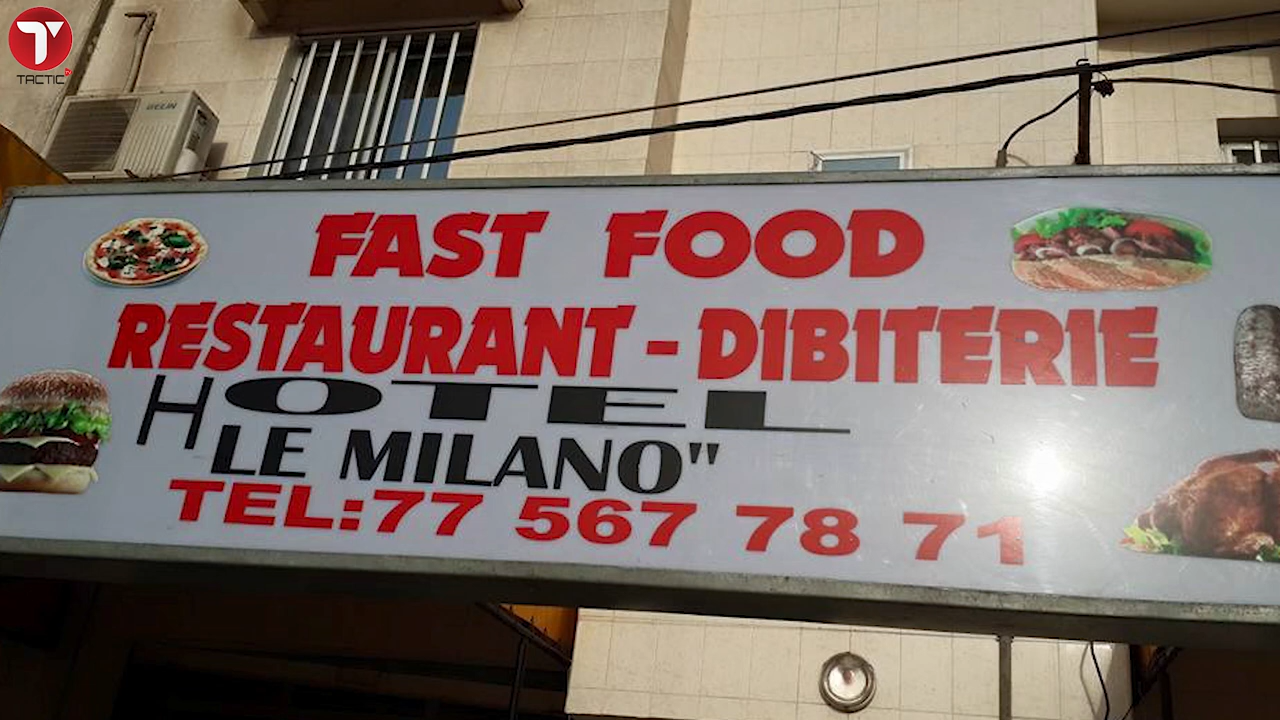 TACTIC
FAST FOOD
RESTAURANT - DIBITERIE
HOTEL
LE MILANO"
TEL:77 567 78 71